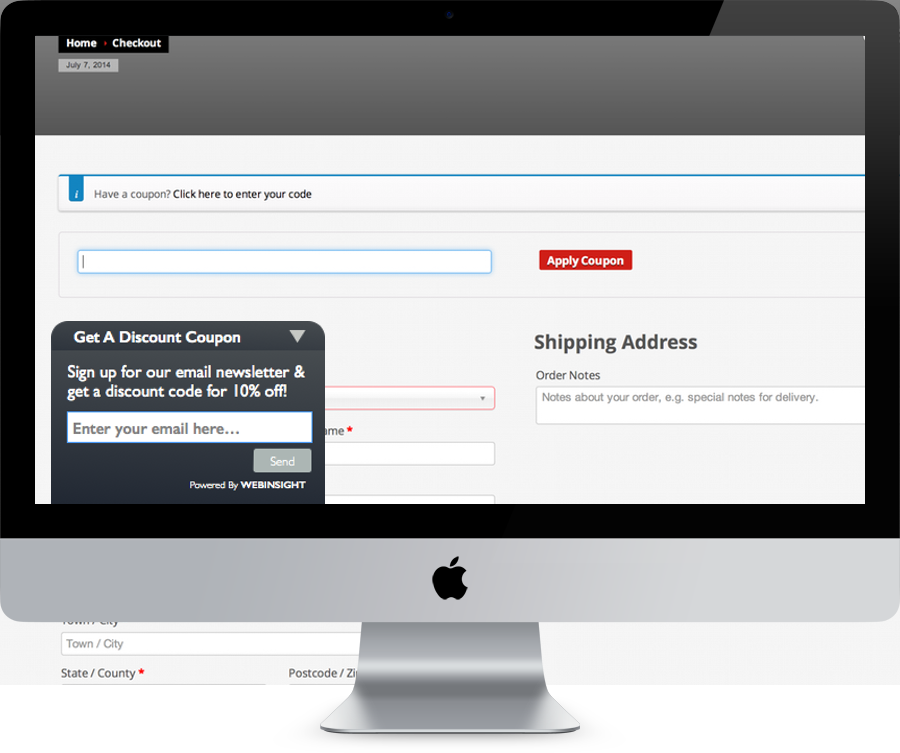 Home › Checkout
July 7, 2014
i
Have a coupon? Click here to enter your code
Apply Coupon
Get A Discount Coupon
Sign up for our email newsletter &
get a discount code for 10% off!
Enter your email here...
Send
Powered By WEBINSIGHT
ame *
Shipping Address
Order Notes
Notes about your order, e.g. special notes for delivery.
Town / City
Town / City
State / County *
Postcode / Zi